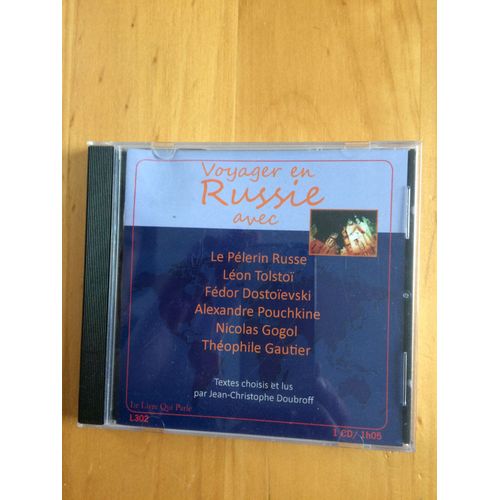 Voyager en
Russie
avec
Le Pélerin Russe
Léon Tolstoï
Fédor Dostoïevski
Alexandre Pouchkine
Nicolas Gogol
Théophile Gautier
Textes choisis et lus
par Jean-Christophe Doubroff
Le Livre Qui Parle
L302
1 CD/ 1h05